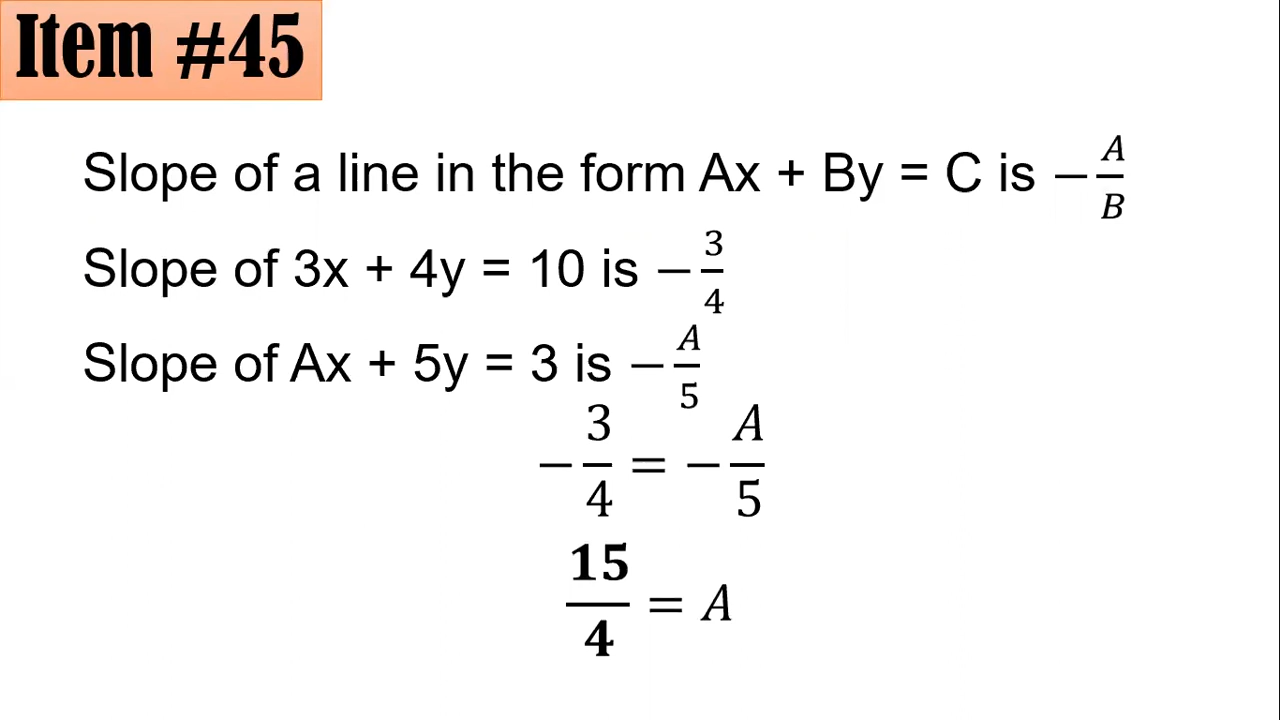 Item #45
Slope of a line in the form Ax + By = C is −A/B
Slope of 3x + 4y = 10 is −3/4
Slope of Ax + 5y = 3 is −A/5
−3/4 = −A/5
15/4 = A